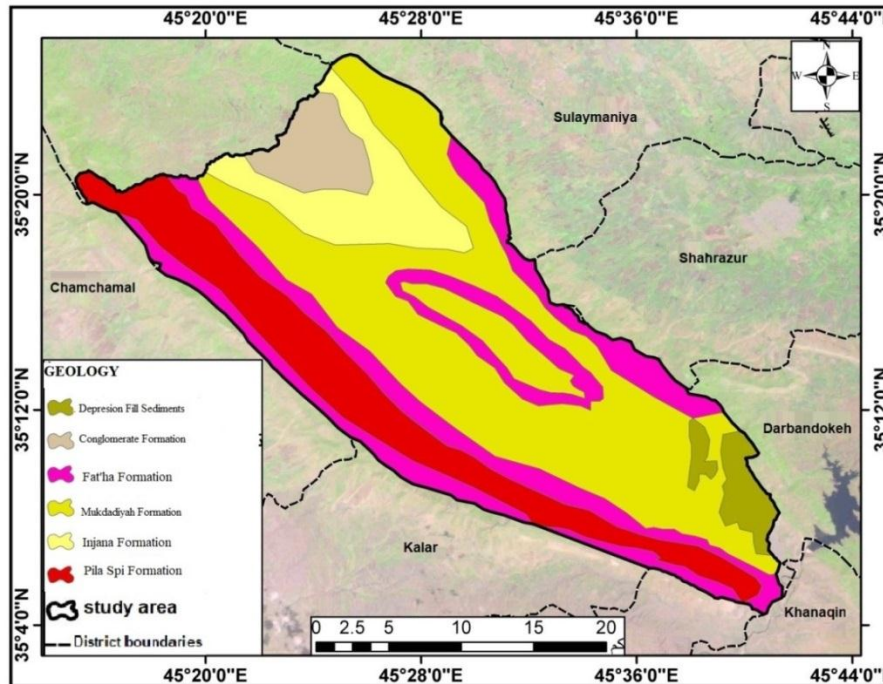 45°20'0"E 45°28'0"E 45°36'0"E 45°44'0"E
N
W E
S
Sulaymaniya
35°20'0"N 35°20'0"N
Shahrazur
Chamchamal
GEOLOGY
Depresion Fill Sediments
Conglomerate Formation
Fat'ha Formation
Mukdadiyah Formation
Injana Formation
Pila Spi Formation
study area
District boundaries
35°12'0"N 35°12'0"N
Darbandokeh
Kalar
Khanaqin
35°4'0"N 35°4'0"N
0 2.5 5 10 15 20
45°20'0"E 45°28'0"E 45°36'0"E 45°44'0"E